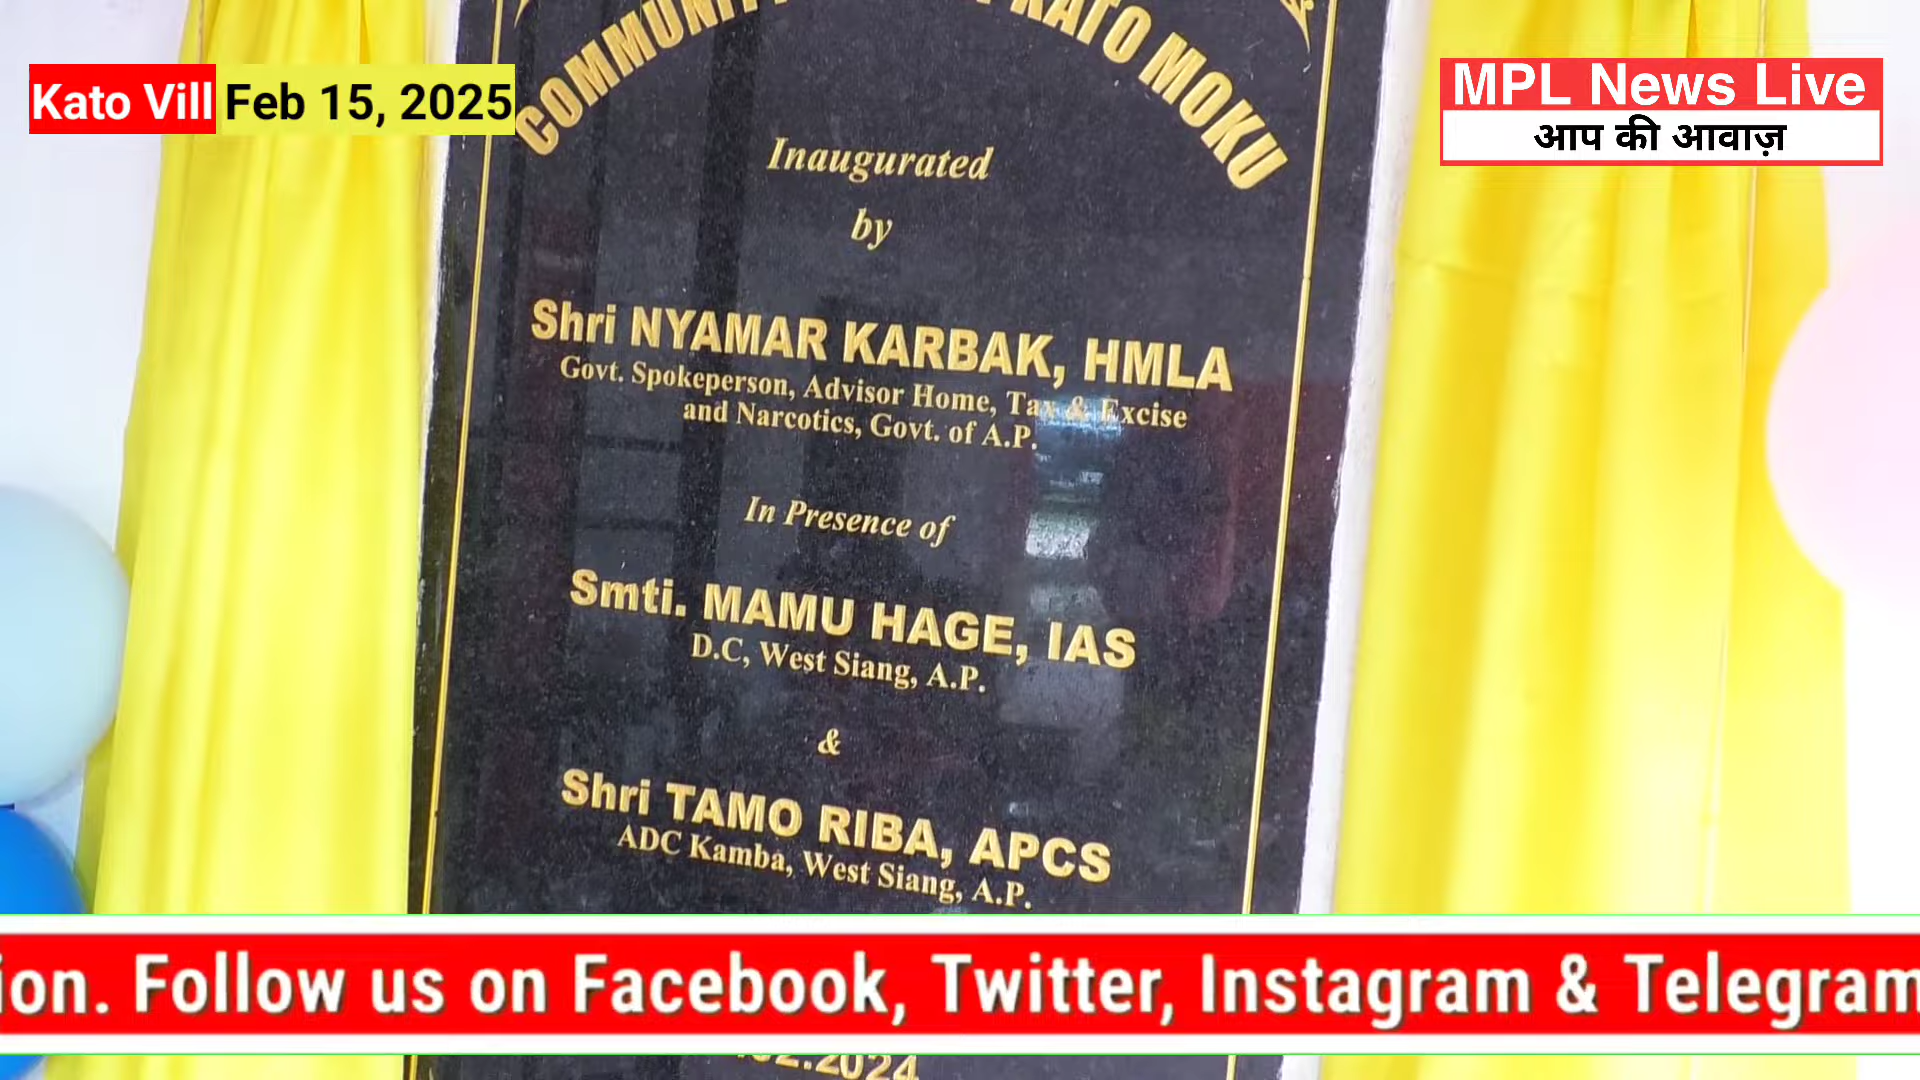 Kato Vill Feb 15, 2025
MPL News Live
आप की आवाज़
KATO MOKU
Inaugurated
by
Shri NYAMAR KARBAK, HMLA
Govt. Spokeperson, Advisor Home, Tax & Excise
and Narcotics, Govt. of A.P.
In Presence of
Smti. MAMU HAGE, IAS
D.C, West Siang, A.P.
&
Shri TAMO RIBA, APCS
ADC Kamba, West Siang, A.P.
ion. Follow us on Facebook, Twitter, Instagram & Telegram
.02.2024